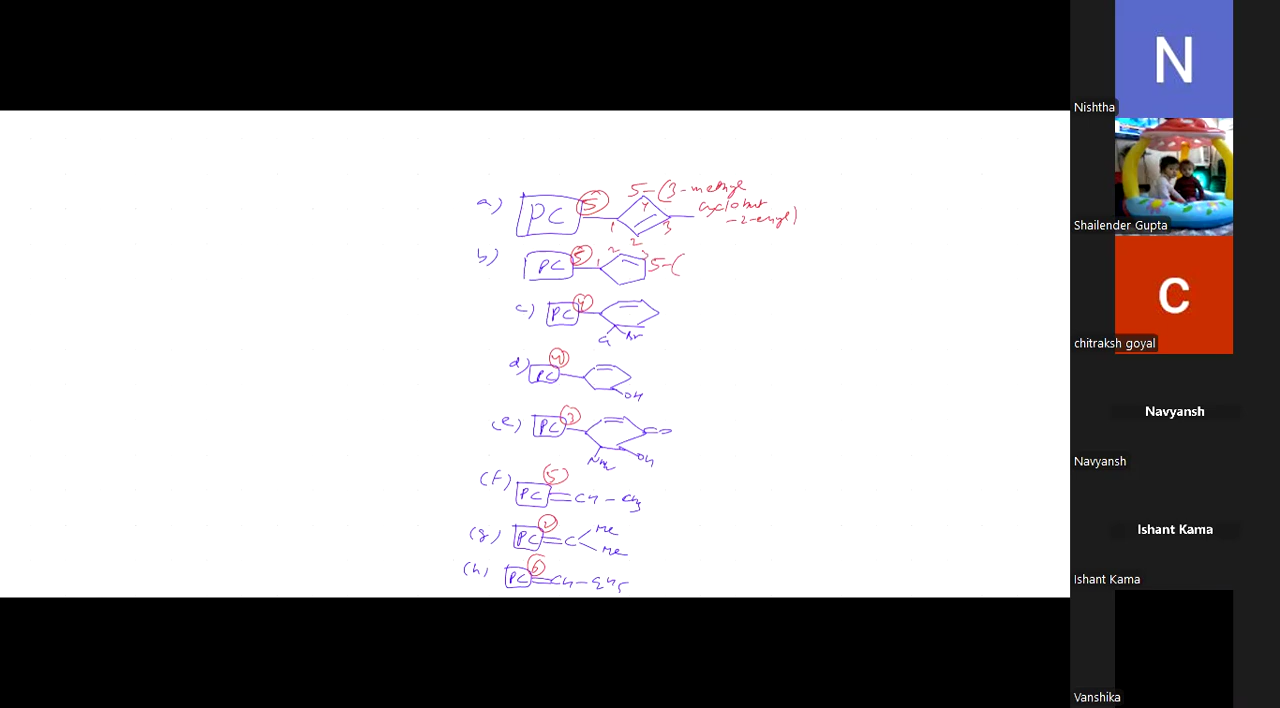 a) PC 5 5-(3-methyl
cyclobut
-2-enyl)
1 2 3 4
b) PC 5 1 2 3 5-(
c) PC 4
Cl Br
d) PC 4
OH
(e) PC 3 =O
NH2 OH
(f) PC 5 =CH-CH3
(g) PC 2 =C Me
Me
(h) PC 6 =CH-C2H5
N
Nishtha
Shailender Gupta
C
chitraksh goyal
Navyansh
Navyansh
Ishant Kama
Ishant Kama
Vanshika